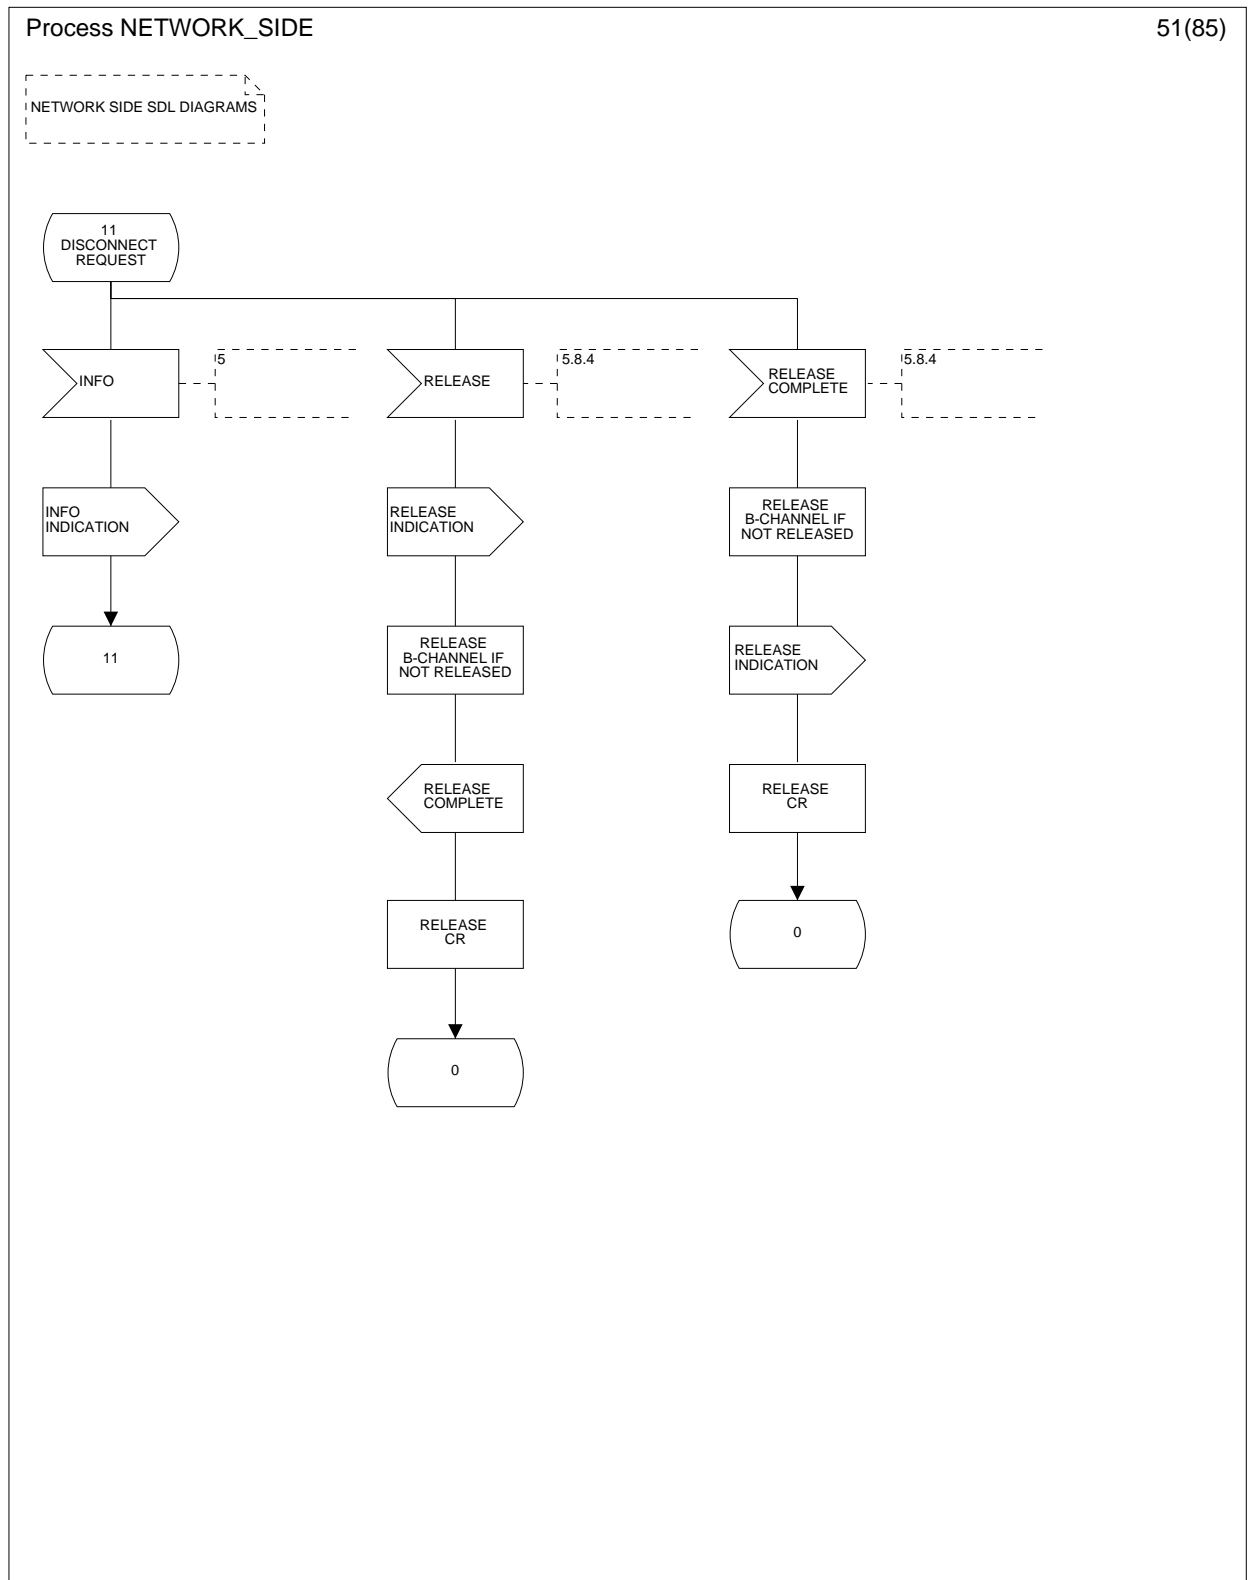 Process NETWORK_SIDE
51(85)
NETWORK SIDE SDL DIAGRAMS
11
DISCONNECT
REQUEST
INFO
5
RELEASE
5.8.4
RELEASE
COMPLETE
5.8.4
INFO
INDICATION
RELEASE
INDICATION
RELEASE
B-CHANNEL IF
NOT RELEASED
11
RELEASE
B-CHANNEL IF
NOT RELEASED
RELEASE
INDICATION
RELEASE
COMPLETE
RELEASE
CR
RELEASE
CR
0
0